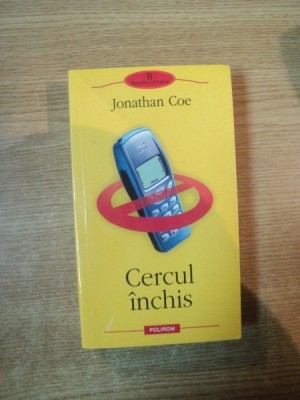 Jonathan Coe
Cercul
închis
POLIROM